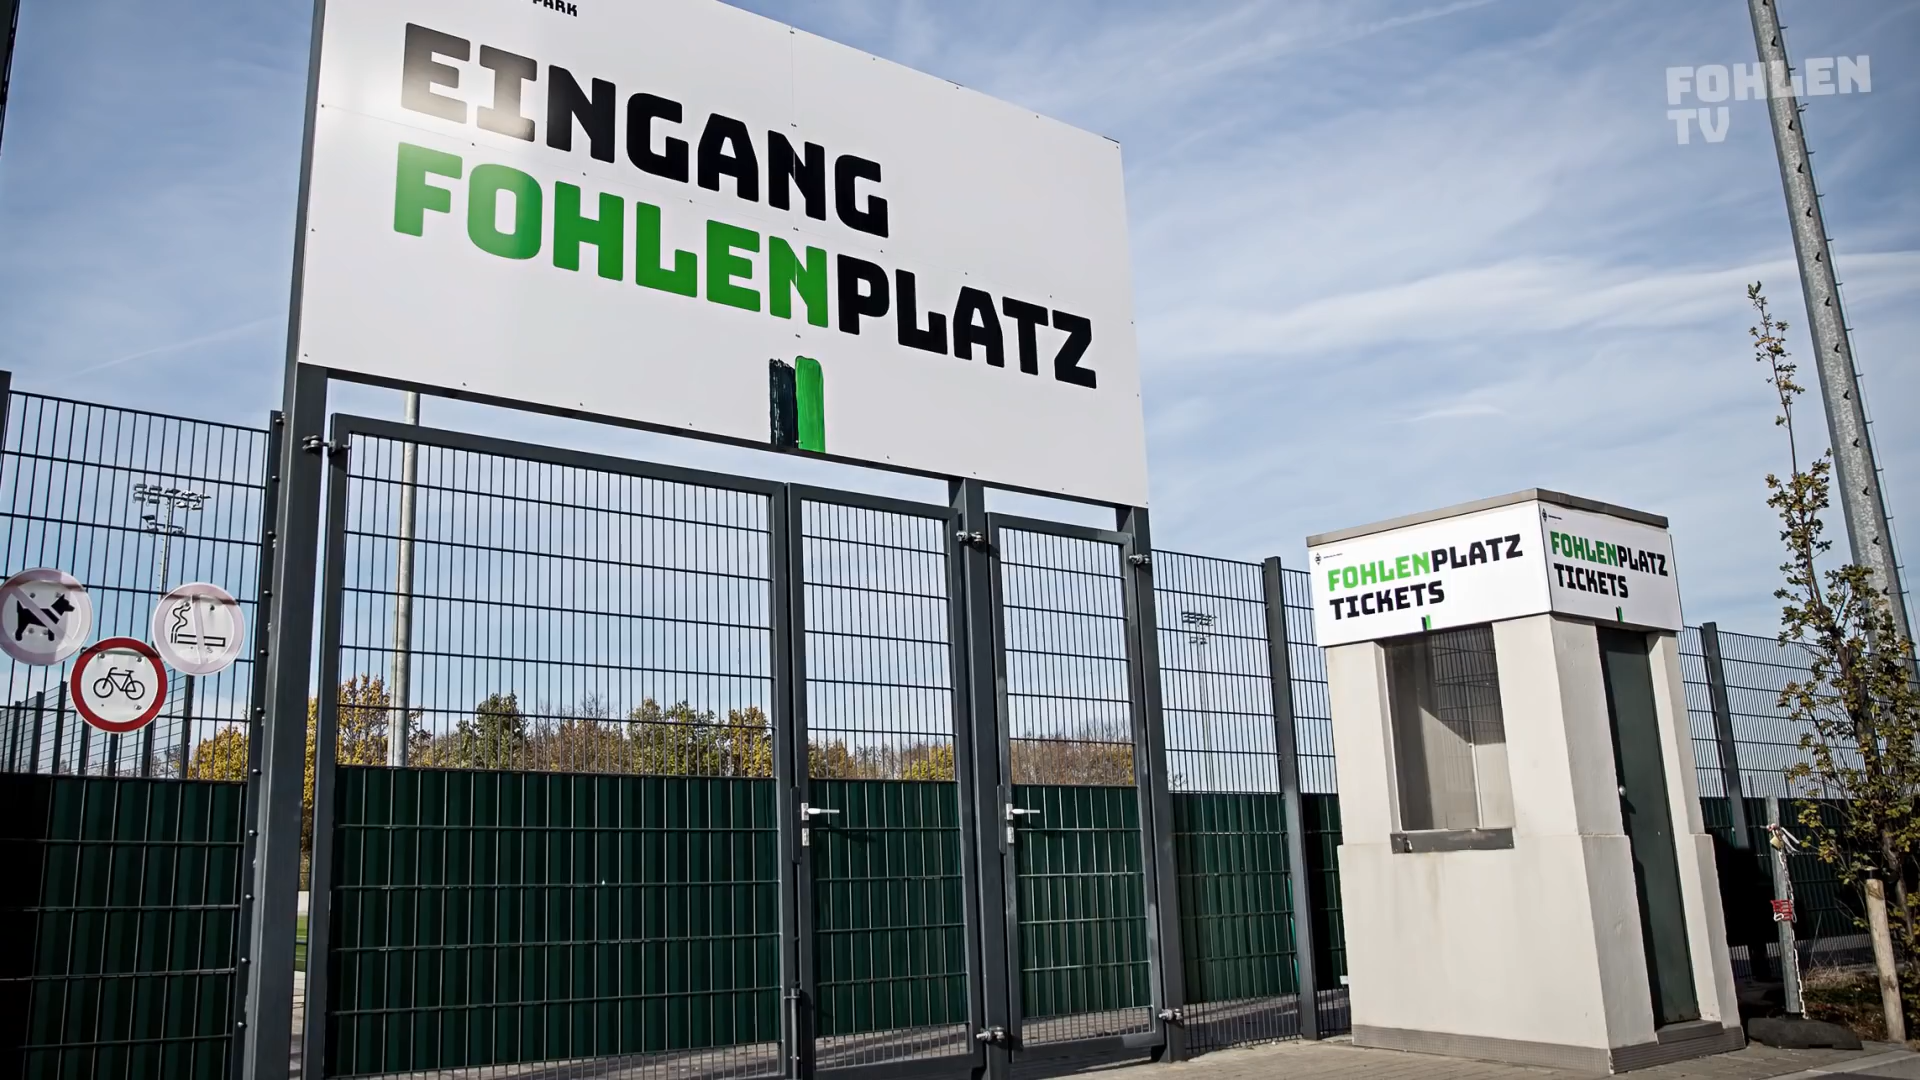 PARK
EINGANG
FOHLENPLATZ
FOHLEN
TV
FOHLENPLATZ
TICKETS
FOHLENPLATZ
TICKETS